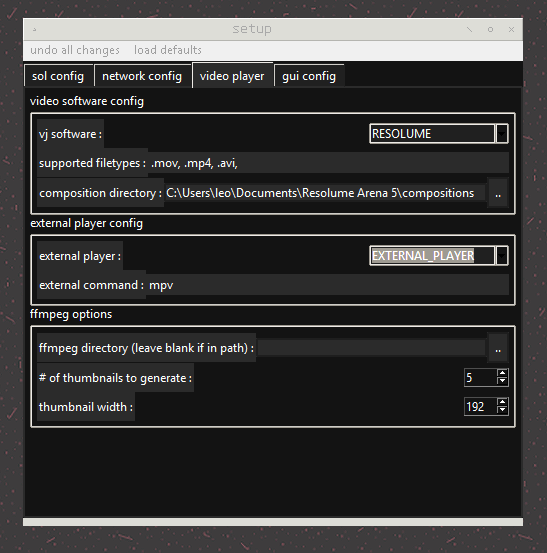 setup
undo all changes load defaults
sol config network config video player gui config
video software config
vj software : RESOLUME
supported filetypes : .mov, .mp4, .avi,
composition directory : C:\Users\leo\Documents\Resolume Arena 5\compositions ..
external player config
external player : EXTERNAL_PLAYER
external command : mpv
ffmpeg options
ffmpeg directory (leave blank if in path) : ..
# of thumbnails to generate : 5
thumbnail width : 192